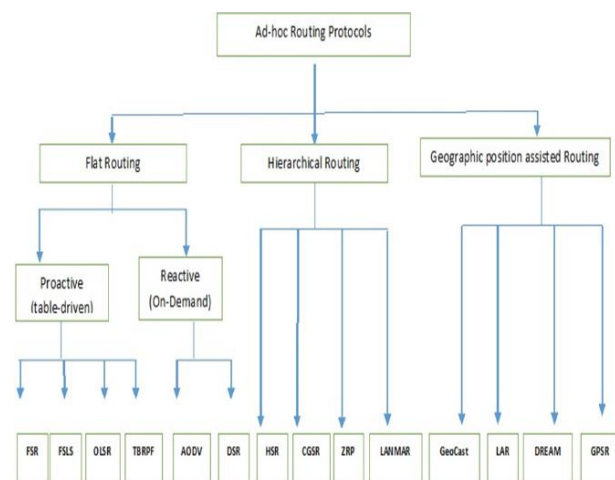 Ad-hoc Routing Protocols
Flat Routing
Hierarchical Routing
Geographic position assisted Routing
Proactive
(table-driven)
Reactive
(On-Demand)
FSR
FSLS
OLSR
TBRPF
AODV
DSR
HSR
CGSR
ZRP
LANMAR
GeoCast
LAR
DREAM
GPSR